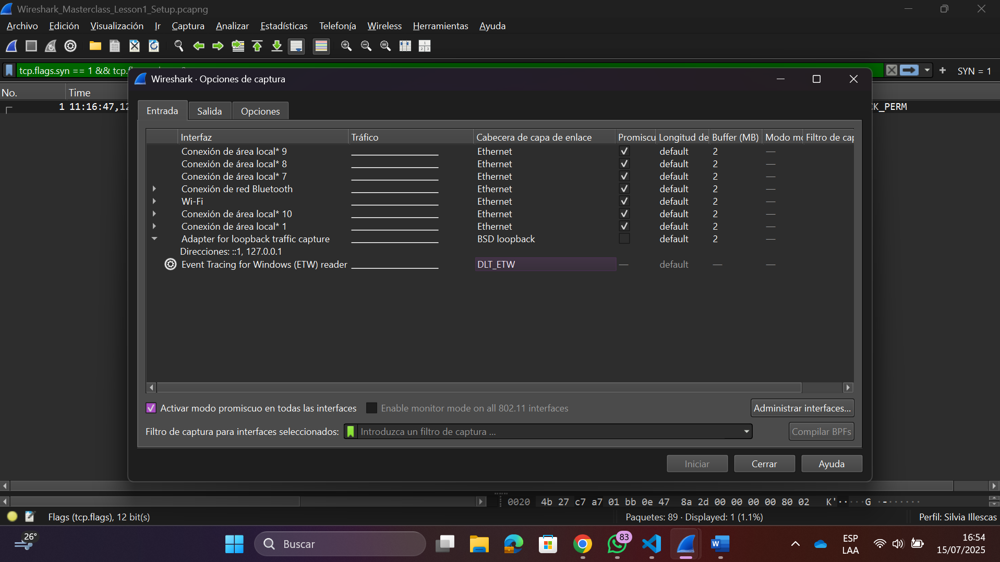 Wireshark_Masterclass_Lesson1_Setup.pcapng
Archivo Edición Visualización Ir Captura Analizar Estadísticas Telefonía Wireless Herramientas Ayuda
tcp.flags.syn == 1 && tcp.f
SYN = 1
Wireshark · Opciones de captura
No. Time
1 11:16:47,12
K_PERM
Entrada Salida Opciones
Interfaz Tráfico Cabecera de capa de enlace Promiscu Longitud de Buffer (MB) Modo mo Filtro de cap
Conexión de área local* 9 Ethernet default 2 —
Conexión de área local* 8 Ethernet default 2 —
Conexión de área local* 7 Ethernet default 2 —
Conexión de red Bluetooth Ethernet default 2 —
Wi-Fi Ethernet default 2 —
Conexión de área local* 10 Ethernet default 2 —
Conexión de área local* 1 Ethernet default 2 —
Adapter for loopback traffic capture BSD loopback default 2 —
Direcciones: ::1, 127.0.0.1
Event Tracing for Windows (ETW) reader DLT_ETW — default — —
Activar modo promiscuo en todas las interfaces Enable monitor mode on all 802.11 interfaces Administrar interfaces...
Filtro de captura para interfaces seleccionados: Introduzca un filtro de captura ... Compilar BPFs
Iniciar Cerrar Ayuda
0020 4b 27 c7 a7 01 bb 0e 47 8a 2d 00 00 00 00 80 02 K'·····G ·-······
Flags (tcp.flags), 12 bit(s) Paquetes: 89 · Displayed: 1 (1.1%) Perfil: Silvia Illescas
26°
Buscar
83
ESP
LAA
16:54
15/07/2025